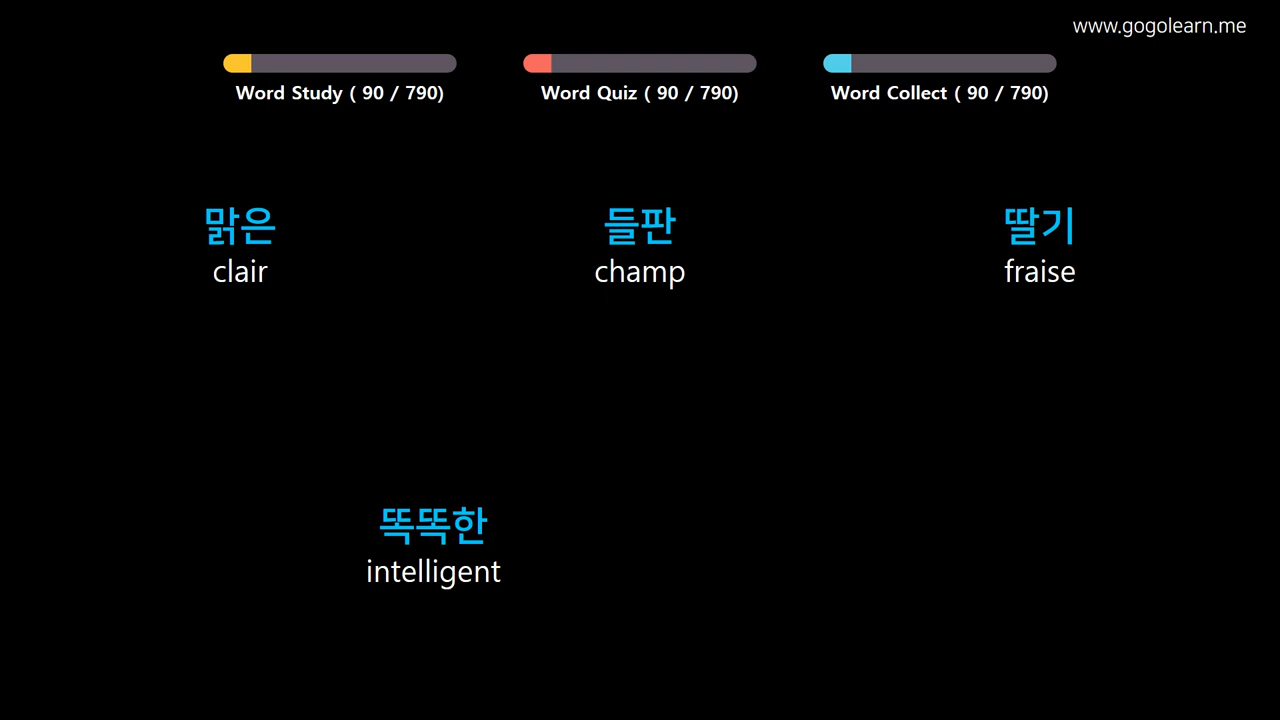 www.gogolearn.me
Word Study ( 90 / 790)
Word Quiz ( 90 / 790)
Word Collect ( 90 / 790)
맑은
clair
들판
champ
딸기
fraise
똑똑한
intelligent